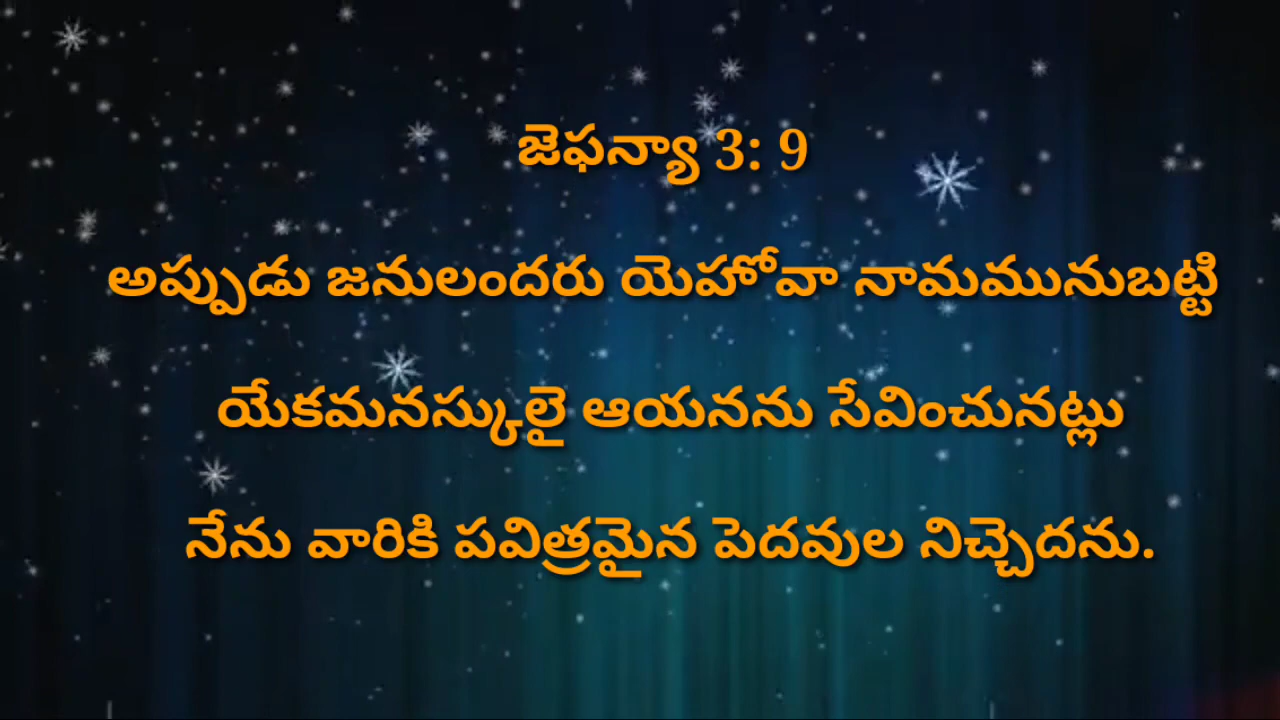 జెఫన్యా 3: 9
అప్పుడు జనులందరు యెహోవా నామమునుబట్టి
యేకమనస్కులై ఆయనను సేవించునట్లు
నేను వారికి పవిత్రమైన పెదవుల నిచ్చెదను.